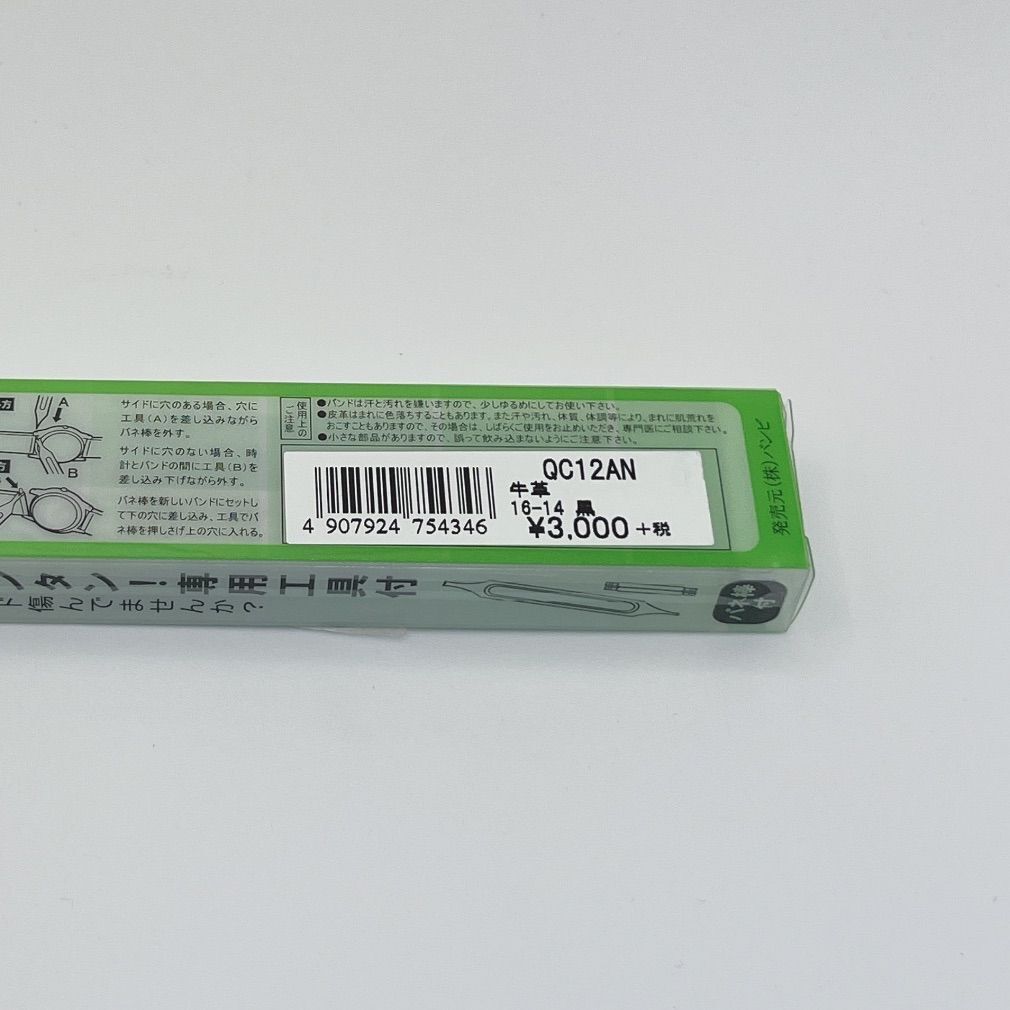 方
A
B
方
サイドに穴のある場合、穴に
工具(A)を差し込みながら
バネ棒を外す。
サイドに穴のない場合、時
計とバンドの間に工具(B)を
差し込み下げながら外す。
バネ棒を新しいバンドにセットし
て下の穴に差し込み、工具でバ
ネ棒を押しさげ上の穴に入れる。
使用上の
ご注意
●バンドは汗と汚れを嫌いますので、少しゆるめにしてお使い下さい。
●皮革はまれに色落ちすることもあります。また汗や汚れ、体質、体調等により、まれに肌荒れを
おこすこともありますので、その場合は、しばらくご使用をお止めいただき、専門医にご相談下さい。
●小さな部品がありますので、誤って飲み込まないようにご注意下さい。
QC12AN
牛革
16-14 黒
¥3,000+税
4 907924 754346
発売元(株)バンビ
ンタン!専用工具付
ド傷んでませんか?
バネ棒
付